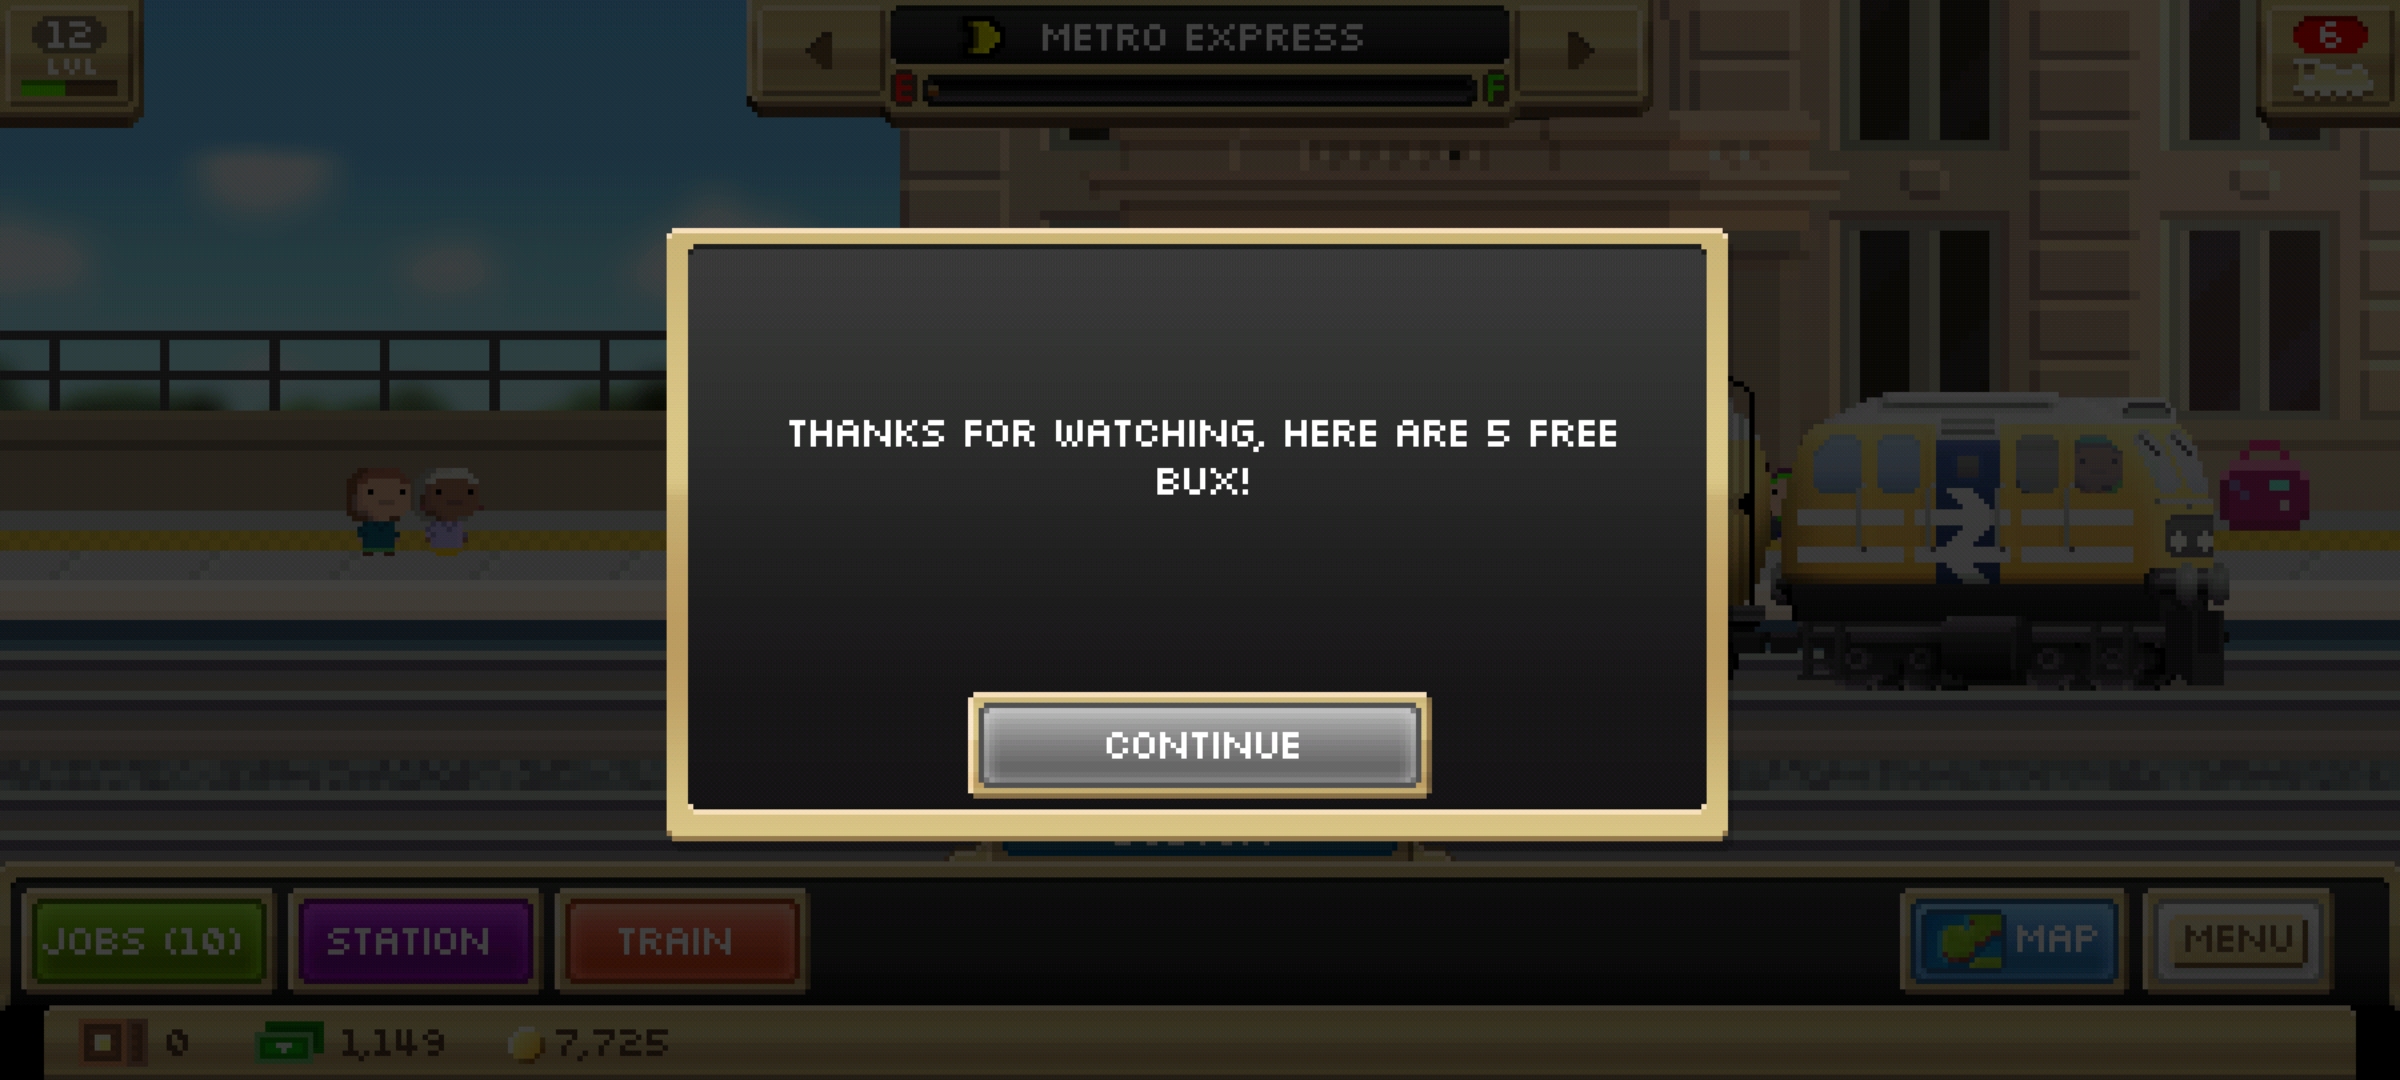 12
LVL
METRO EXPRESS
E F
6
THANKS FOR WATCHING, HERE ARE 5 FREE
BUX!
CONTINUE
JOBS (10) STATION TRAIN MAP MENU
0 1,149 7,725